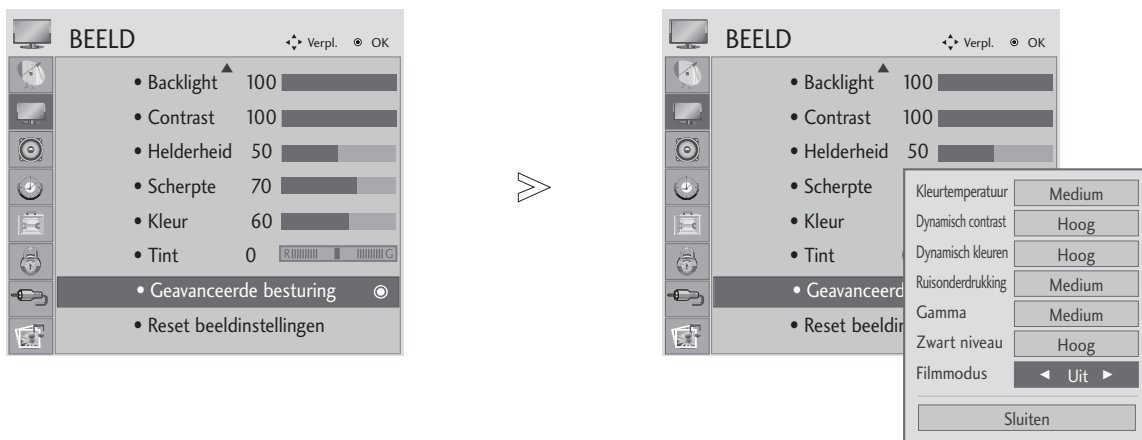 BEELD Verpl. OK
• Backlight 100
• Contrast 100
• Helderheid 50
• Scherpte 70
• Kleur 60
• Tint 0 R G
• Geavanceerde besturing
• Reset beeldinstellingen
BEELD Verpl. OK
• Backlight 100
• Contrast 100
• Helderheid 50
• Scherpte
• Kleur
• Tint
• Geavanceerd
• Reset beeldin
Kleurtemperatuur Medium
Dynamisch contrast Hoog
Dynamisch kleuren Hoog
Ruisonderdrukking Medium
Gamma Medium
Zwart niveau Hoog
Filmmodus ◄ Uit ►
Sluiten